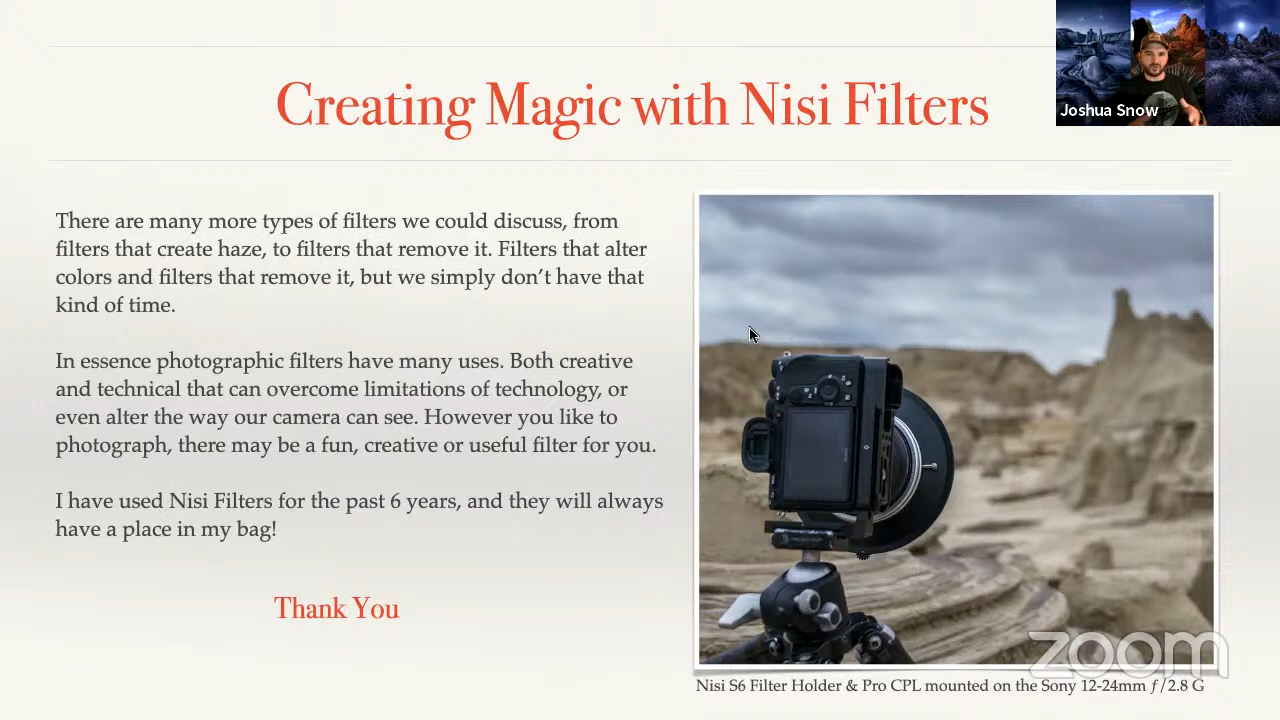 Creating Magic with Nisi Filters
Joshua Snow
There are many more types of filters we could discuss, from
filters that create haze, to filters that remove it. Filters that alter
colors and filters that remove it, but we simply don’t have that
kind of time.
In essence photographic filters have many uses. Both creative
and technical that can overcome limitations of technology, or
even alter the way our camera can see. However you like to
photograph, there may be a fun, creative or useful filter for you.
I have used Nisi Filters for the past 6 years, and they will always
have a place in my bag!
Thank You
zoom
Nisi S6 Filter Holder & Pro CPL mounted on the Sony 12-24mm ƒ/2.8 G